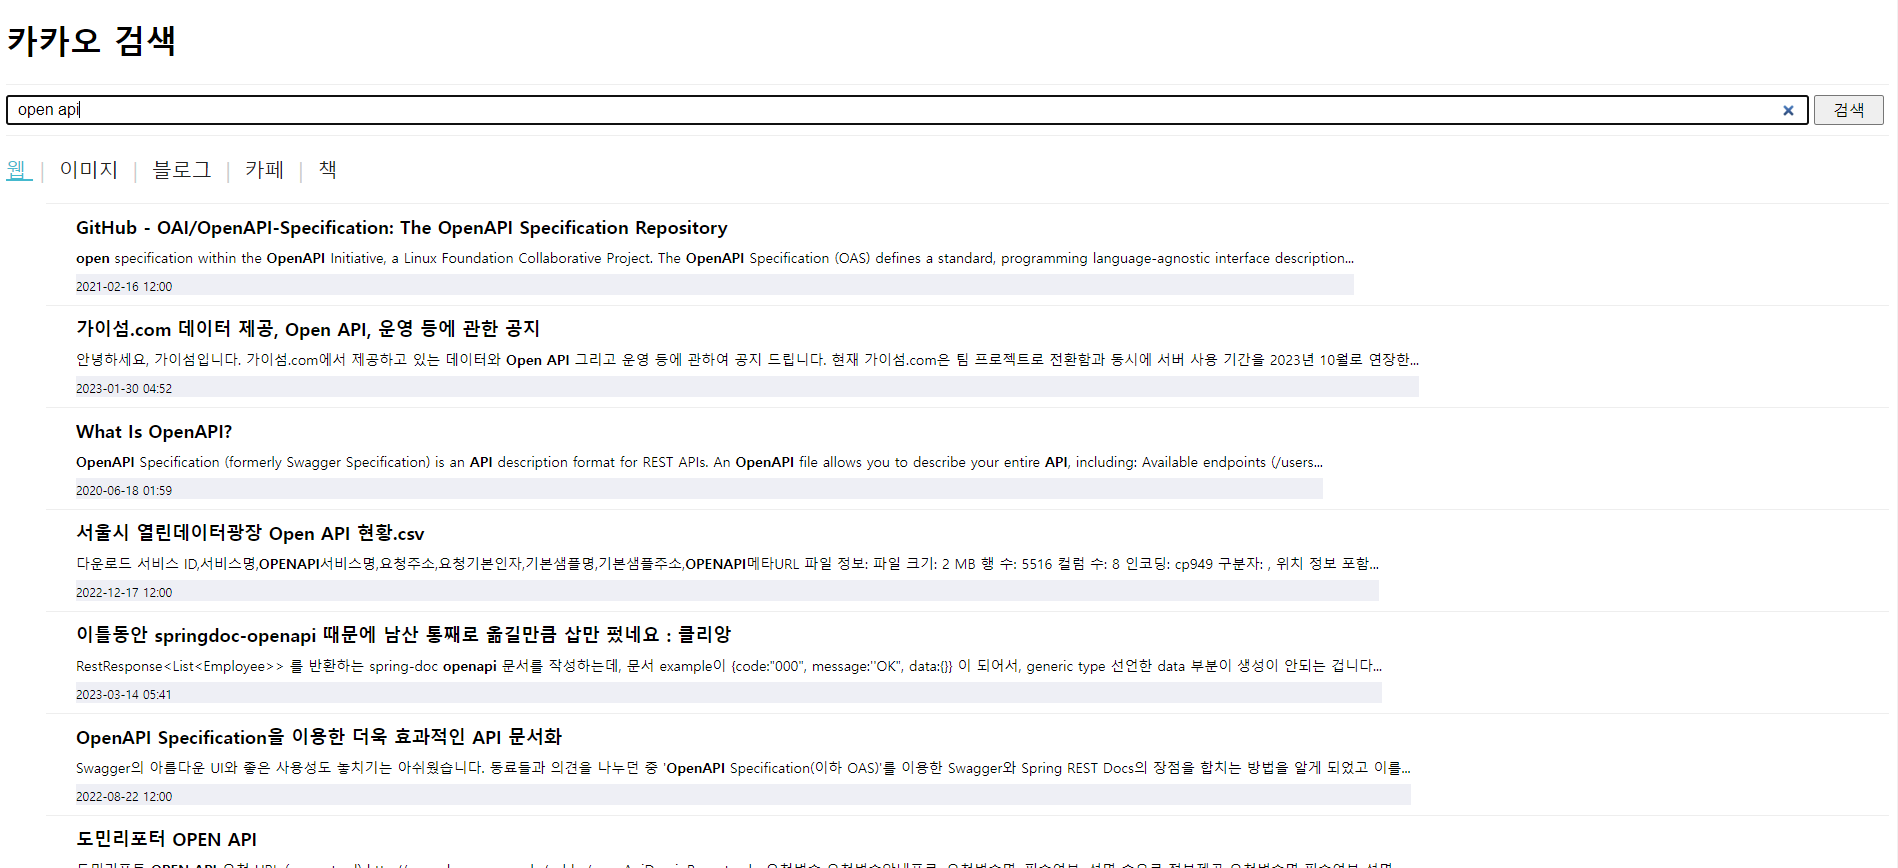 카카오 검색
open api
검색
웹 | 이미지 | 블로그 | 카페 | 책
GitHub - OAI/OpenAPI-Specification: The OpenAPI Specification Repository
open specification within the OpenAPI Initiative, a Linux Foundation Collaborative Project. The OpenAPI Specification (OAS) defines a standard, programming language-agnostic interface description...
2021-02-16 12:00
가이섬.com 데이터 제공, Open API, 운영 등에 관한 공지
안녕하세요, 가이섬입니다. 가이섬.com에서 제공하고 있는 데이터와 Open API 그리고 운영 등에 관하여 공지 드립니다. 현재 가이섬.com은 팀 프로젝트로 전환함과 동시에 서버 사용 기간을 2023년 10월로 연장한...
2023-01-30 04:52
What Is OpenAPI?
OpenAPI Specification (formerly Swagger Specification) is an API description format for REST APIs. An OpenAPI file allows you to describe your entire API, including: Available endpoints (/users...
2020-06-18 01:59
서울시 열린데이터광장 Open API 현황.csv
다운로드 서비스 ID,서비스명,OPENAPI서비스명,요청주소,요청기본인자,기본샘플명,기본샘플주소,OPENAPI메타URL 파일 정보: 파일 크기: 2 MB 행 수: 5516 컬럼 수: 8 인코딩: cp949 구분자: , 위치 정보 포함...
2022-12-17 12:00
이틀동안 springdoc-openapi 때문에 남산 통째로 옮길만큼 삽만 펐네요 : 클리앙
RestResponse<List<Employee>> 를 반환하는 spring-doc openapi 문서를 작성하는데, 문서 example이 {code:"000", message:''OK", data:{}} 이 되어서, generic type 선언한 data 부분이 생성이 안되는 겁니다...
2023-03-14 05:41
OpenAPI Specification을 이용한 더욱 효과적인 API 문서화
Swagger의 아름다운 UI와 좋은 사용성도 놓치기는 아쉬웠습니다. 동료들과 의견을 나누던 중 'OpenAPI Specification(이하 OAS)'를 이용한 Swagger와 Spring REST Docs의 장점을 합치는 방법을 알게 되었고 이를...
2022-08-22 12:00
도민리포터 OPEN API